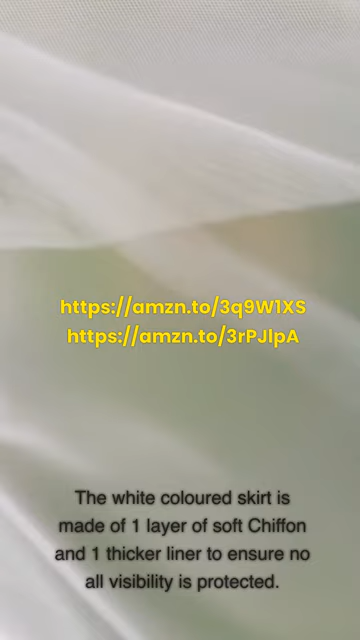 https://amzn.to/3q9W1XS
https://amzn.to/3rPJlpA
The white coloured skirt is
made of 1 layer of soft Chiffon
and 1 thicker liner to ensure no
all visibility is protected.